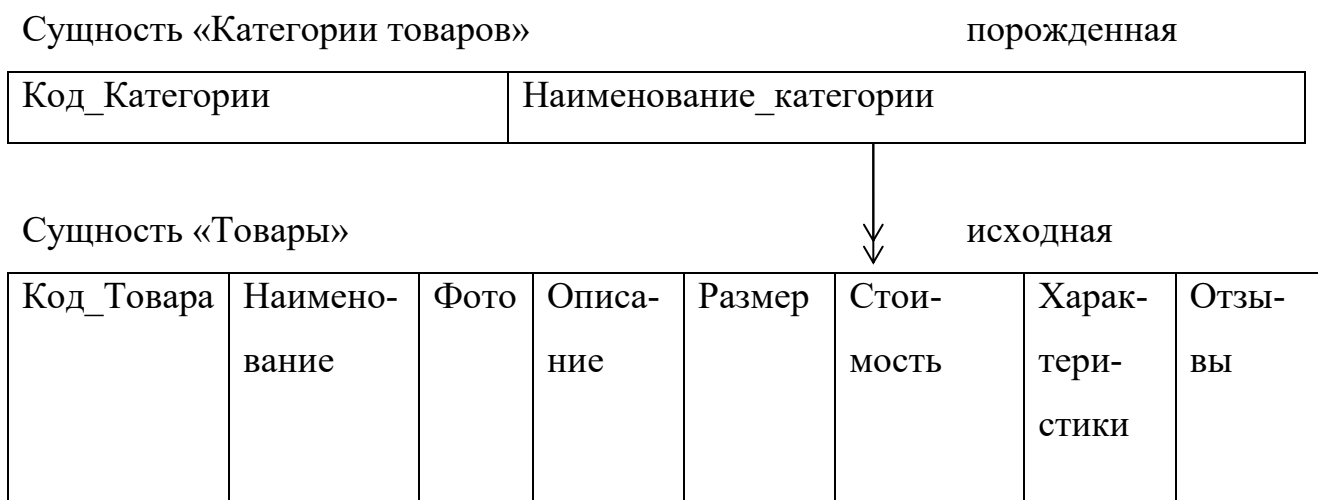 Сущность «Категории товаров» порожденная
Код_Категории Наименование_категории
Сущность «Товары» исходная
Код_Товара Наимено- Фото Описа- Размер Стои- Харак- Отзы-
вание ние мость тери- вы
стики